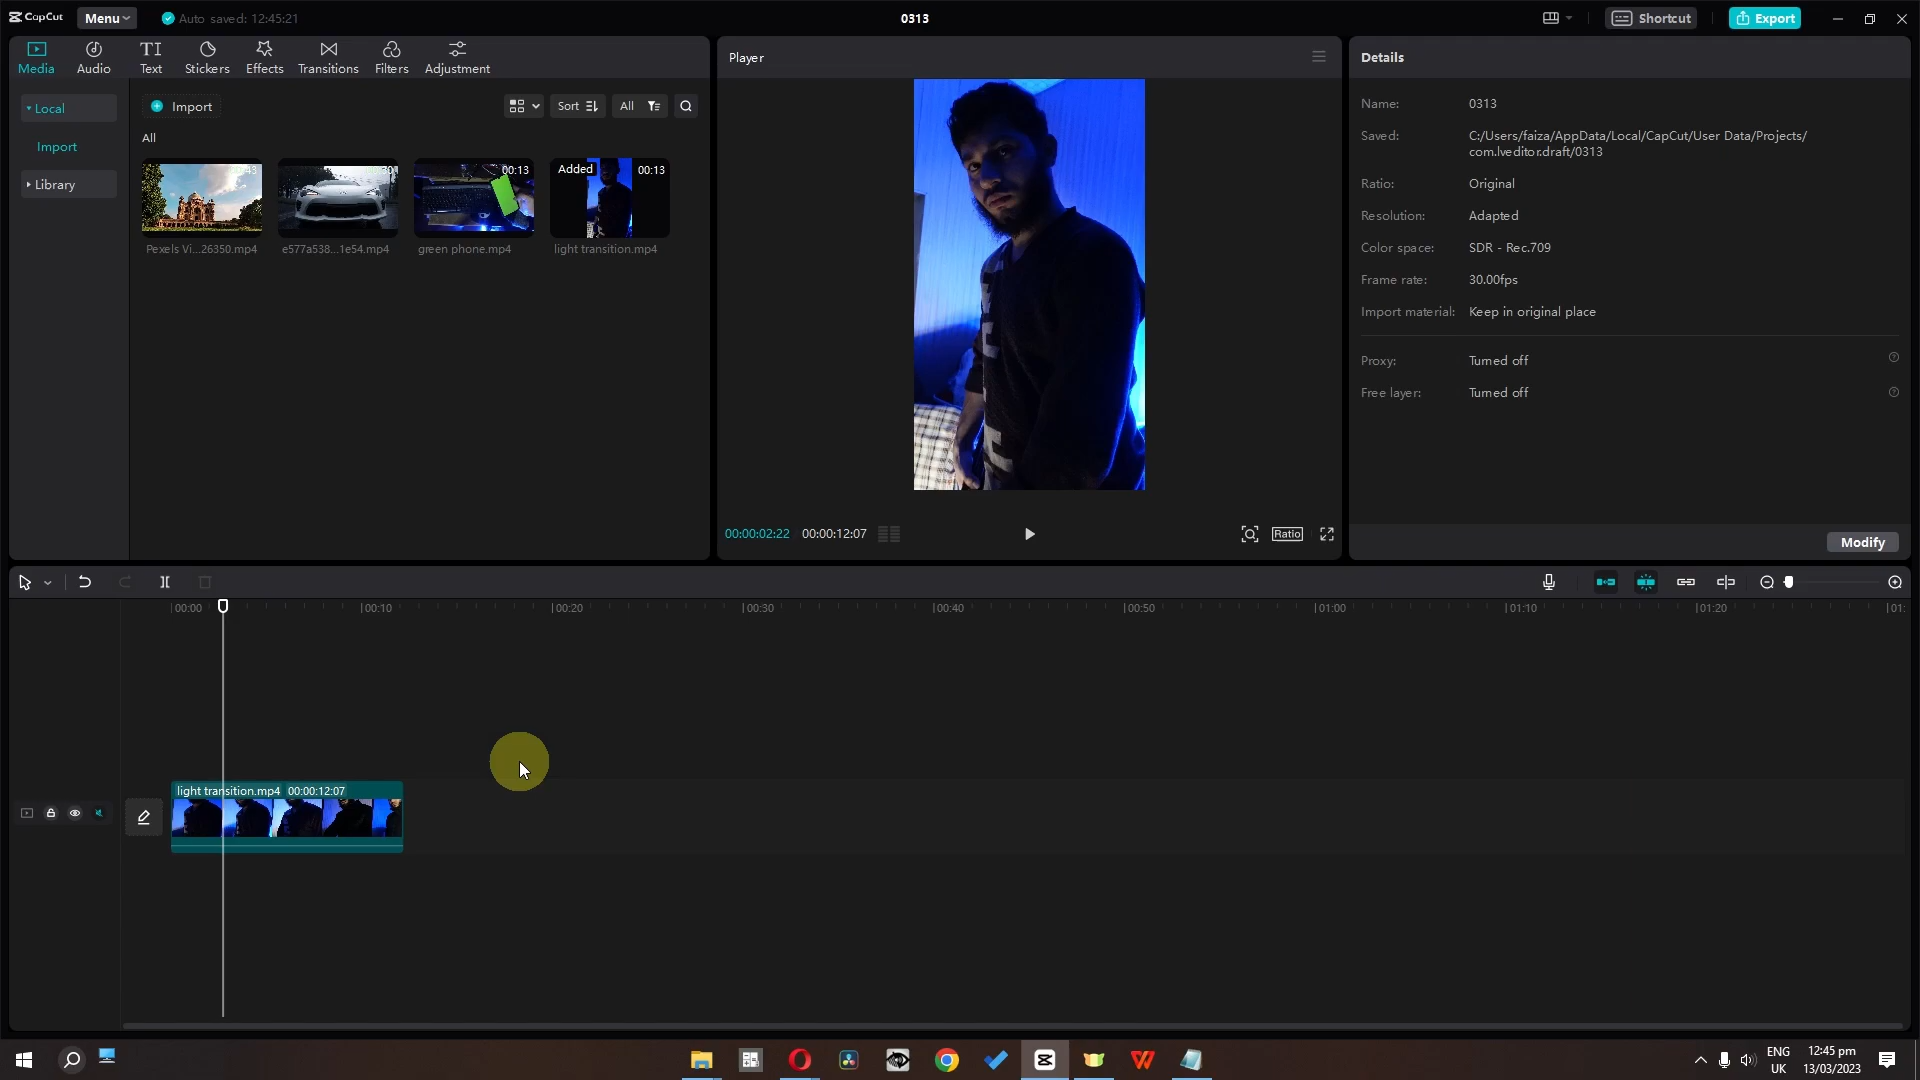 CapCut
Menu
Auto saved: 12:45:21
0313
Shortcut
Export
Media
Audio
TI
Text
Stickers
Effects
Transitions
Filters
Adjustment
Local
Import
Library
Import
Sort
All
All
Pexels Vi...26350.mp4
e577a538...1e54.mp4
00:13
green phone.mp4
Added
00:13
light transition.mp4
Player
00:00:02:22
00:00:12:07
Ratio
Details
Name:
0313
Saved:
C:/Users/faiza/AppData/Local/CapCut/User Data/Projects/
com.lveditor.draft/0313
Ratio:
Original
Resolution:
Adapted
Color space:
SDR - Rec.709
Frame rate:
30.00fps
Import material:
Keep in original place
Proxy:
Turned off
Free layer:
Turned off
Modify
00:00
00:10
00:20
00:30
00:40
00:50
01:00
01:10
01:20
01:
light transition.mp4 00:00:12:07
ENG
UK
12:45 pm
13/03/2023